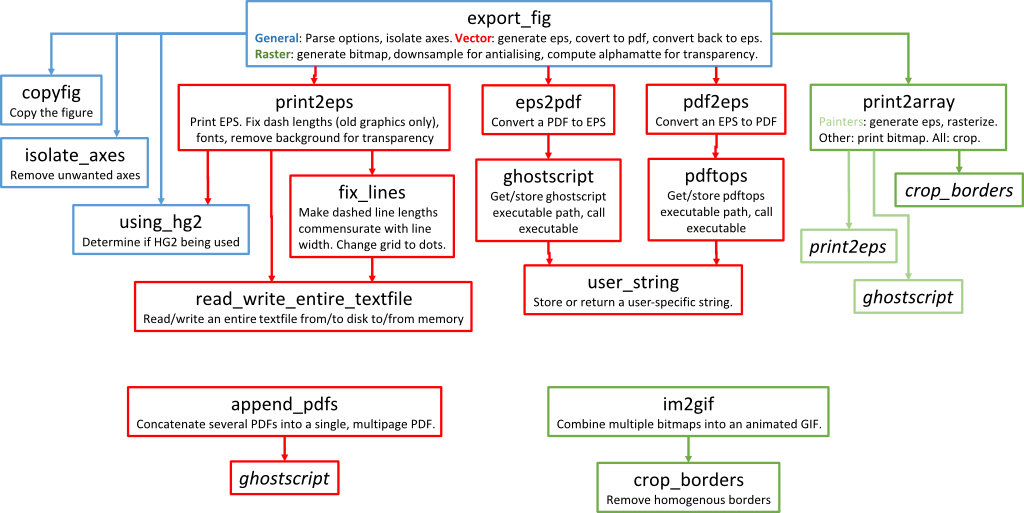 export_fig
General: Parse options, isolate axes. Vector: generate eps, covert to pdf, convert back to eps.
Raster: generate bitmap, downsample for antialising, compute alphamatte for transparency.
copyfig
Copy the figure
isolate_axes
Remove unwanted axes
using_hg2
Determine if HG2 being used
print2eps
Print EPS. Fix dash lengths (old graphics only),
fonts, remove background for transparency
fix_lines
Make dashed line lengths
commensurate with line
width. Change grid to dots.
read_write_entire_textfile
Read/write an entire textfile from/to disk to/from memory
eps2pdf
Convert a PDF to EPS
ghostscript
Get/store ghostscript
executable path, call
executable
pdf2eps
Convert an EPS to PDF
pdftops
Get/store pdftops
executable path, call
executable
user_string
Store or return a user-specific string.
print2array
Painters: generate eps, rasterize.
Other: print bitmap. All: crop.
crop_borders
print2eps
ghostscript
append_pdfs
Concatenate several PDFs into a single, multipage PDF.
ghostscript
im2gif
Combine multiple bitmaps into an animated GIF.
crop_borders
Remove homogenous borders